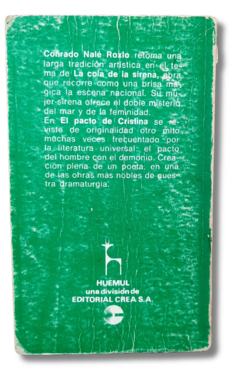 Conrado Nalé Roxlo retoma una
larga tradición artística en el te-
ma de La cola de la sirena, obra
que recorre como una brisa má-
gica la escena nacional. Su mu-
jer-sirena ofrece el doble misterio
del mar y de la feminidad.
En El pacto de Cristina se re-
viste de originalidad otro mito
muchas veces frecuentado por
la literatura universal: el pacto
del hombre con el demonio. Crea-
ción plena de un poeta, en una
de las obras más nobles de nues-
tra dramaturgia.
HUEMUL
una división de
EDITORIAL CREA S.A.